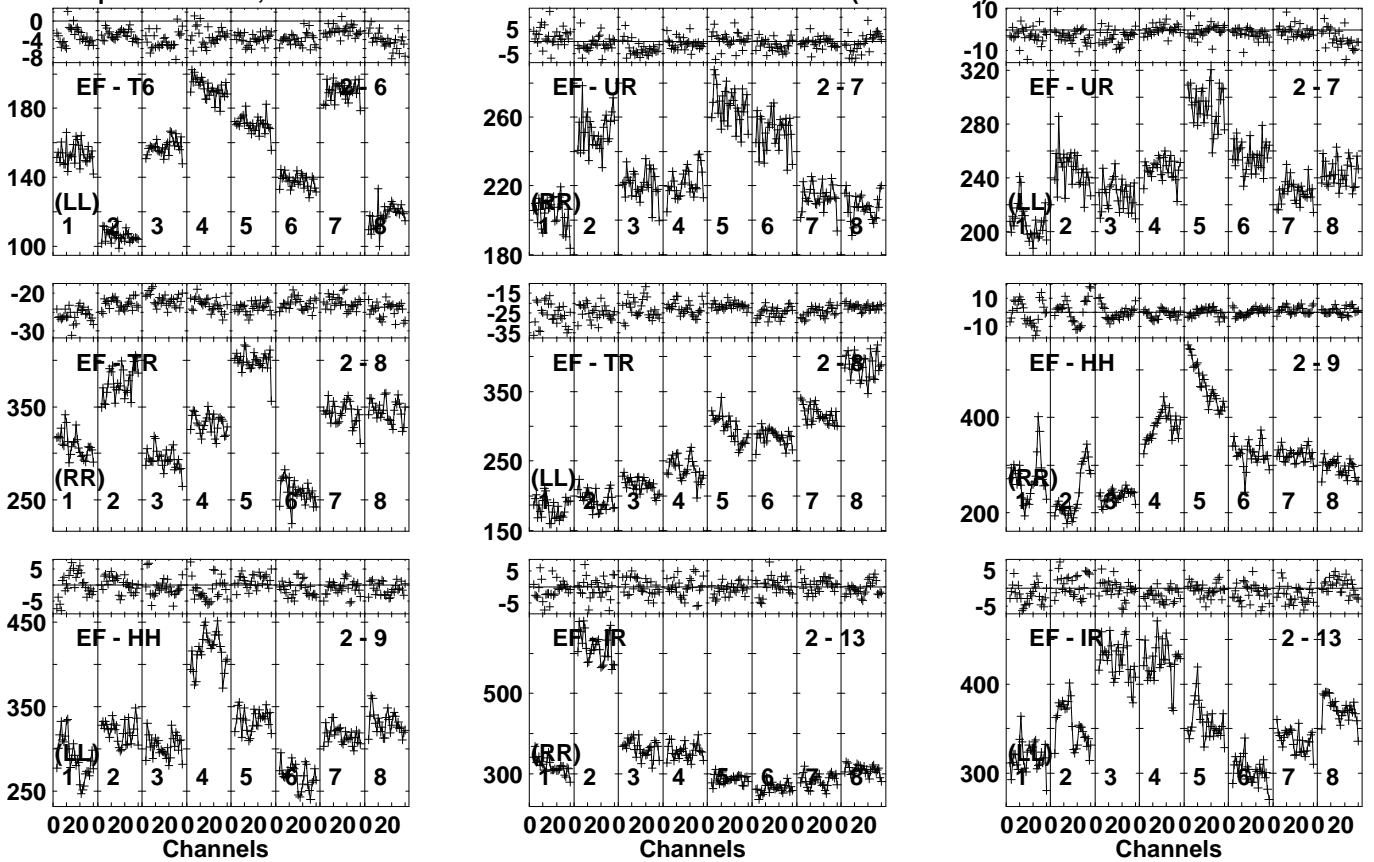 0
-4
-8
EF - T6 2 - 6
180
140
100
(LL)
1 2 3 4 5 6 7 8
5
-5
EF - UR 2 - 7
260
220
180
(RR)
1 2 3 4 5 6 7 8
10
-10
320
EF - UR 2 - 7
280
240
200
(LL)
1 2 3 4 5 6 7 8
-20
-30
EF - TR 2 - 8
350
250
(RR)
1 2 3 4 5 6 7 8
-15
-25
-35
EF - TR 2 - 8
350
250
150
(LL)
1 2 3 4 5 6 7 8
10
-10
EF - HH 2 - 9
400
200
(RR)
1 2 3 4 5 6 7 8
5
-5
450
EF - HH 2 - 9
350
250
(LL)
1 2 3 4 5 6 7 8
0 20 0 20 0 20 0 20 0 20 0 20 0 20 0 20
Channels
5
-5
EF - IR 2 - 13
500
300
(RR)
1 2 3 4 5 6 7 8
0 20 0 20 0 20 0 20 0 20 0 20 0 20 0 20
Channels
5
-5
EF - IR 2 - 13
400
300
(LL)
1 2 3 4 5 6 7 8
0 20 0 20 0 20 0 20 0 20 0 20 0 20 0 20
Channels